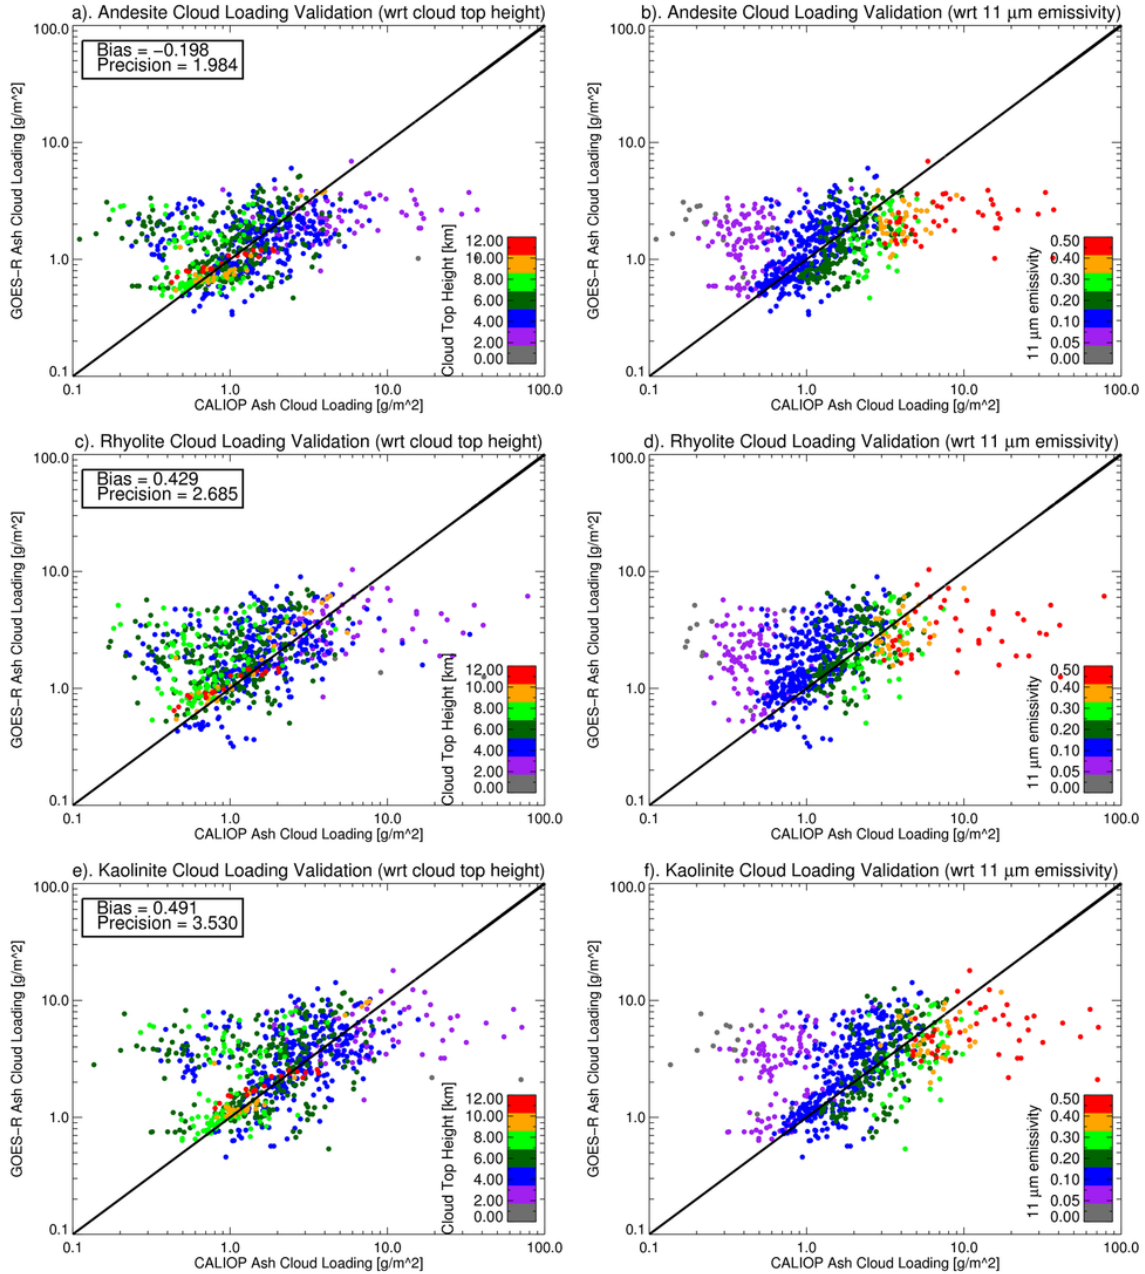 a). Andesite Cloud Loading Validation (wrt cloud top height)
Bias = −0.198
Precision = 1.984
GOES−R Ash Cloud Loading [g/m^2]
100.0
10.0
1.0
0.1
Cloud Top Height [km]
12.00
10.00
8.00
6.00
4.00
2.00
0.00
0.1 1.0 10.0 100.0
CALIOP Ash Cloud Loading [g/m^2]
b). Andesite Cloud Loading Validation (wrt 11 μm emissivity)
GOES−R Ash Cloud Loading [g/m^2]
100.0
10.0
1.0
0.1
11 μm emissivity
0.50
0.40
0.30
0.20
0.10
0.05
0.00
0.1 1.0 10.0 100.0
CALIOP Ash Cloud Loading [g/m^2]
c). Rhyolite Cloud Loading Validation (wrt cloud top height)
Bias = 0.429
Precision = 2.685
GOES−R Ash Cloud Loading [g/m^2]
100.0
10.0
1.0
0.1
Cloud Top Height [km]
12.00
10.00
8.00
6.00
4.00
2.00
0.00
0.1 1.0 10.0 100.0
CALIOP Ash Cloud Loading [g/m^2]
d). Rhyolite Cloud Loading Validation (wrt 11 μm emissivity)
GOES−R Ash Cloud Loading [g/m^2]
100.0
10.0
1.0
0.1
11 μm emissivity
0.50
0.40
0.30
0.20
0.10
0.05
0.00
0.1 1.0 10.0 100.0
CALIOP Ash Cloud Loading [g/m^2]
e). Kaolinite Cloud Loading Validation (wrt cloud top height)
Bias = 0.491
Precision = 3.530
GOES−R Ash Cloud Loading [g/m^2]
100.0
10.0
1.0
0.1
Cloud Top Height [km]
12.00
10.00
8.00
6.00
4.00
2.00
0.00
0.1 1.0 10.0 100.0
CALIOP Ash Cloud Loading [g/m^2]
f). Kaolinite Cloud Loading Validation (wrt 11 μm emissivity)
GOES−R Ash Cloud Loading [g/m^2]
100.0
10.0
1.0
0.1
11 μm emissivity
0.50
0.40
0.30
0.20
0.10
0.05
0.00
0.1 1.0 10.0 100.0
CALIOP Ash Cloud Loading [g/m^2]